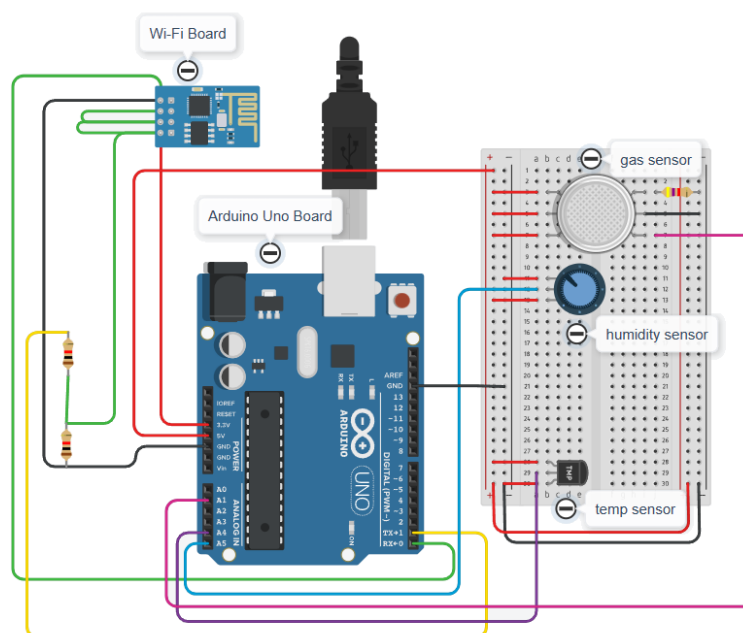 Wi-Fi Board
gas sensor
Arduino Uno Board
humidity sensor
temp sensor
AREF
GND
13
12
~11
~10
~9
8
7
~6
~5
4
~3
2
TX→1
RX←0
IOREF
RESET
3.3V
5V
GND
GND
Vin
A0
A1
A2
A3
A4
A5
POWER
ANALOG IN
RX
TX
L
ARDUINO
UNO
DIGITAL (PWM~)
ON
TMP
a b c d e
+ −